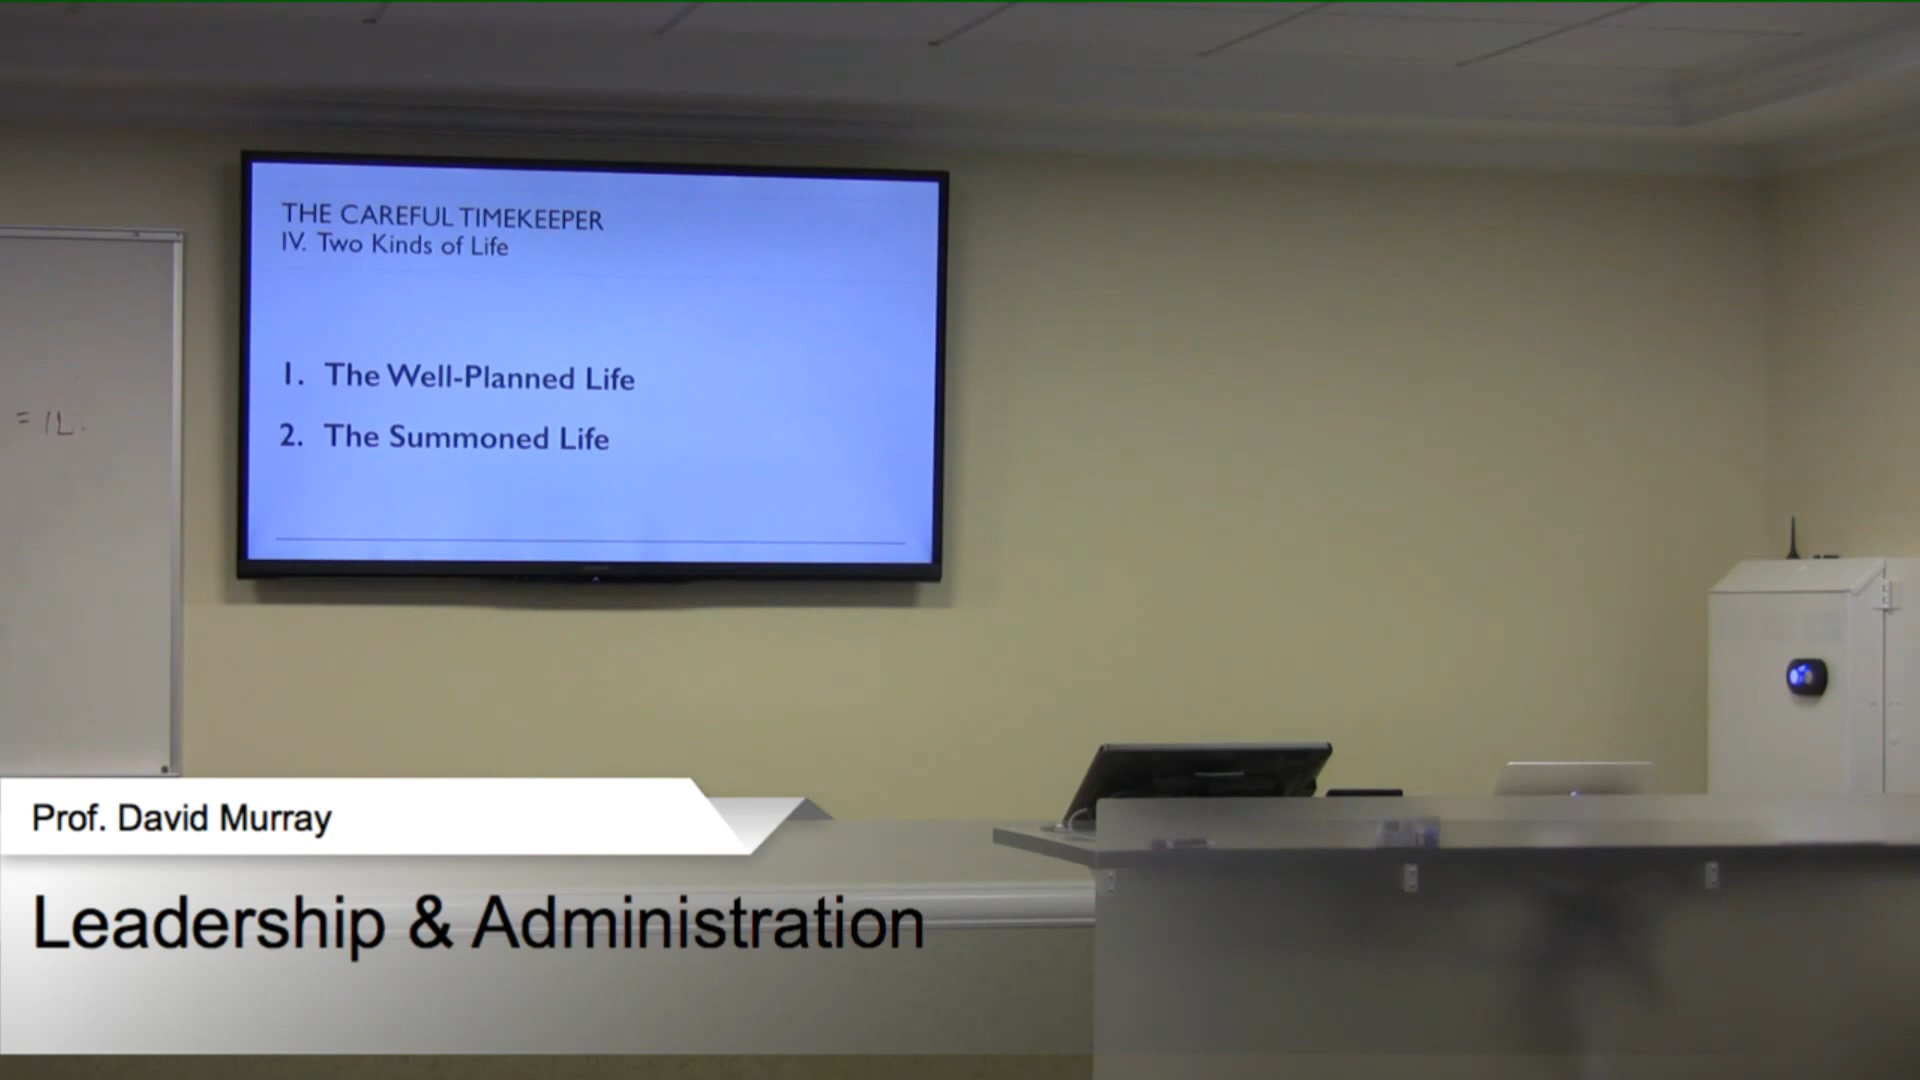 THE CAREFUL TIMEKEEPER
IV. Two Kinds of Life
1. The Well-Planned Life
2. The Summoned Life
Prof. David Murray
Leadership & Administration